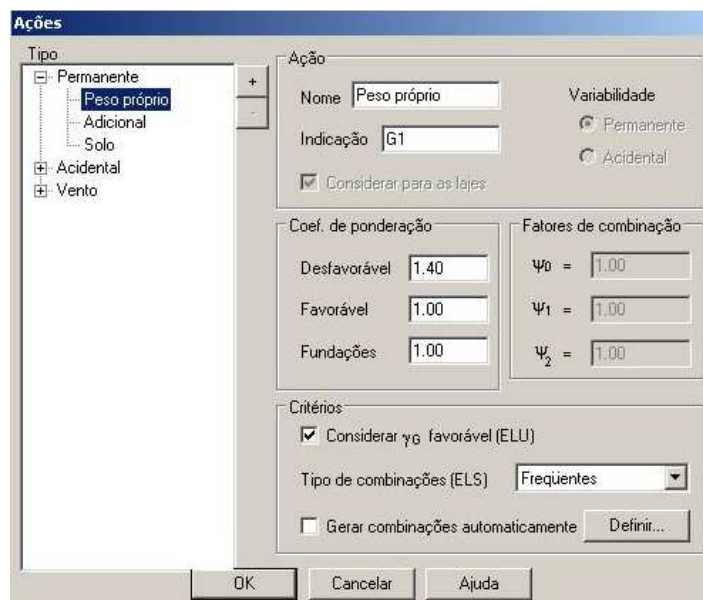 Ações
Tipo
Permanente
Peso próprio
Adicional
Solo
Acidental
Vento
+
-
Ação
Nome Peso próprio
Indicação G1
Considerar para as lajes
Variabilidade
Permanente
Acidental
Coef. de ponderação
Desfavorável 1.40
Favorável 1.00
Fundações 1.00
Fatores de combinação
Ψ0 = 1.00
Ψ1 = 1.00
Ψ2 = 1.00
Critérios
Considerar γG favorável (ELU)
Tipo de combinações (ELS) Freqüentes
Gerar combinações automaticamente Definir...
OK Cancelar Ajuda